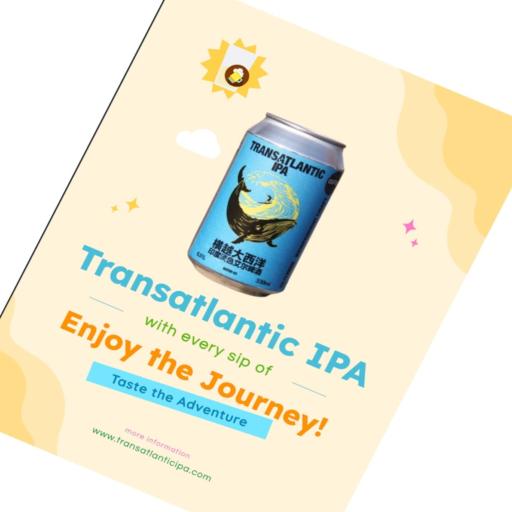 TRANSATLANTIC
IPA
横越大西洋
330ml
Transatlantic IPA
with every sip of
Enjoy the Journey!
Taste the Adventure
more information
www.transatlanticipa.com